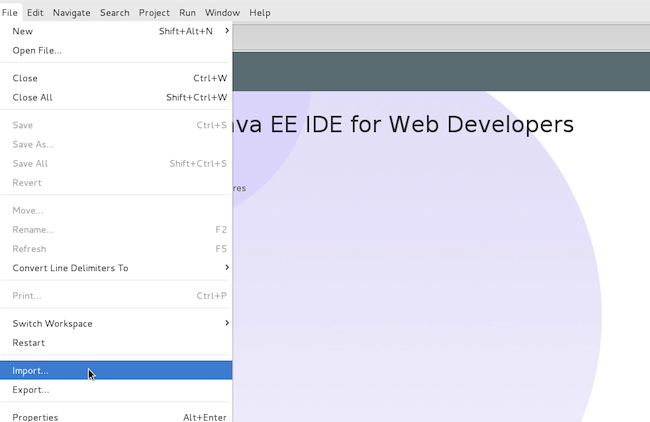 File Edit Navigate Search Project Run Window Help
New Shift+Alt+N
Open File...
Close Ctrl+W
Close All Shift+Ctrl+W
ava EE IDE for Web Developers
Save Ctrl+S
Save As...
Save All Shift+Ctrl+S
Revert
res
Move...
Rename... F2
Refresh F5
Convert Line Delimiters To
Print... Ctrl+P
Switch Workspace
Restart
Import...
Export...
Properties Alt+Enter